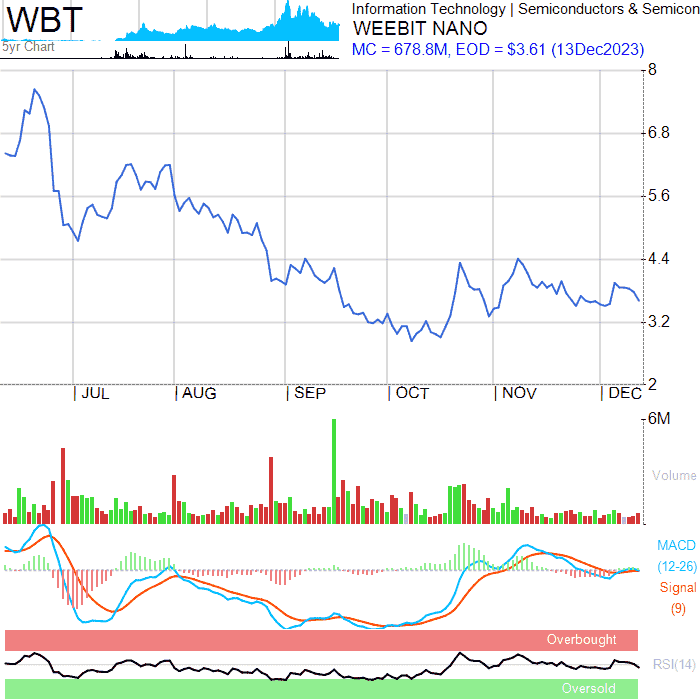 WBT
5yr Chart
Information Technology | Semiconductors & Semicon
WEEBIT NANO
MC = 678.8M, EOD = $3.61 (13Dec2023)
8
6.8
5.6
4.4
3.2
2
| JUL | AUG | SEP | OCT | NOV | DEC
6M
Volume
MACD
(12-26)
Signal
(9)
Overbought
RSI(14)
Oversold